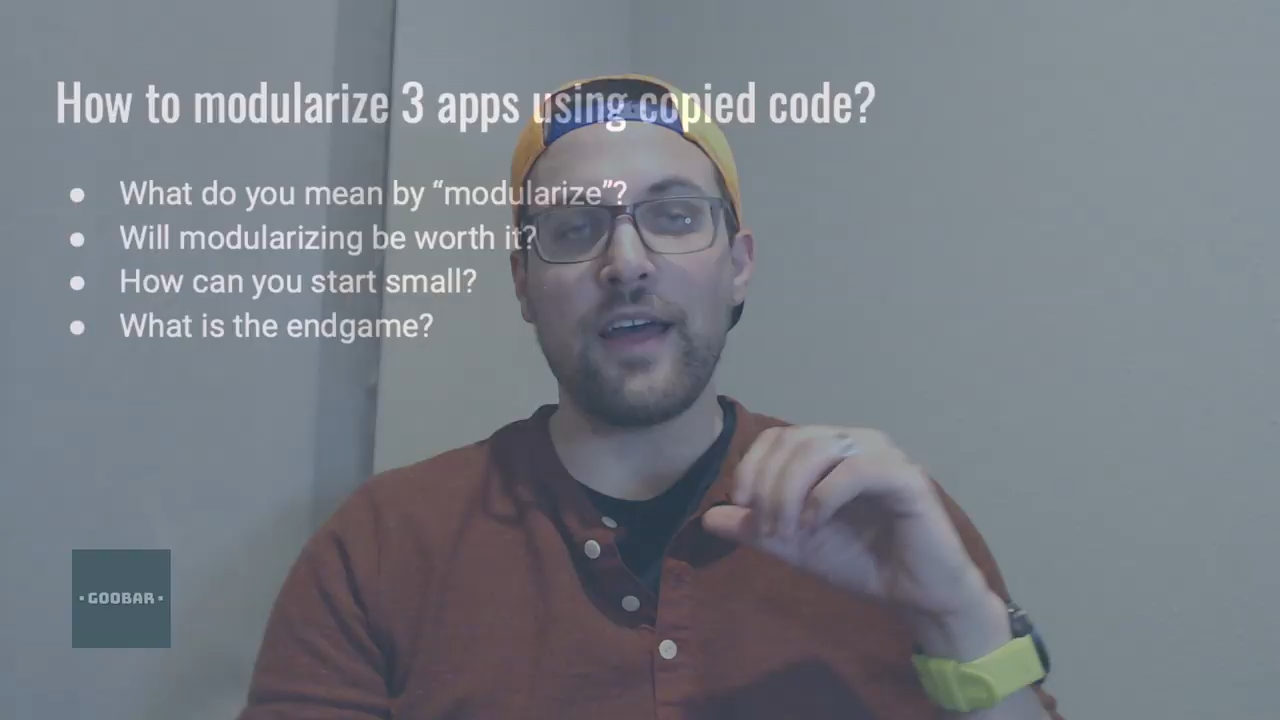 How to modularize 3 apps using copied code?
● What do you mean by “modularize”?
● Will modularizing be worth it?
● How can you start small?
● What is the endgame?
· GOOBAR ·